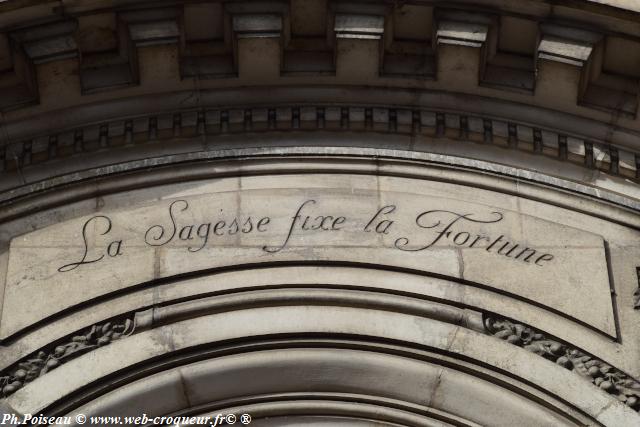 La Sagesse fixe la Fortune
Ph.Poiseau © www.web-croqueur.fr© ®